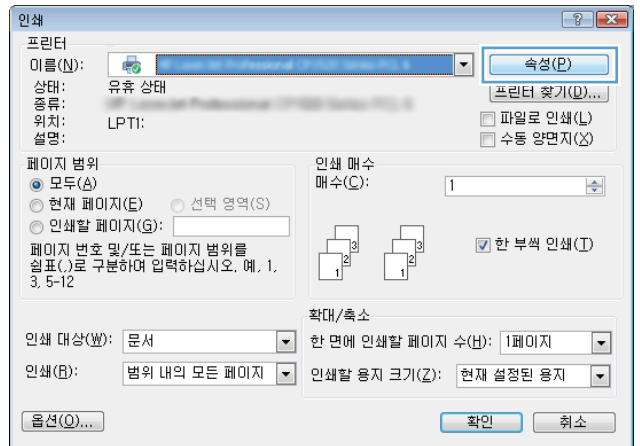 인쇄
프린터
이름(N):
속성(P)
상태: 유휴 상태
프린터 찾기(D)...
종류:
위치: LPT1:
파일로 인쇄(L)
설명:
수동 양면지(X)
페이지 범위
모두(A)
현재 페이지(E) 선택 영역(S)
인쇄할 페이지(G):
페이지 번호 및/또는 페이지 범위를
쉼표(,)로 구분하여 입력하십시오. 예, 1,
3, 5-12
인쇄 매수
매수(C): 1
3 3
2 2
1 1
한 부씩 인쇄(T)
인쇄 대상(W): 문서
인쇄(R): 범위 내의 모든 페이지
확대/축소
한 면에 인쇄할 페이지 수(H): 1페이지
인쇄할 용지 크기(Z): 현재 설정된 용지
옵션(O)...
확인
취소